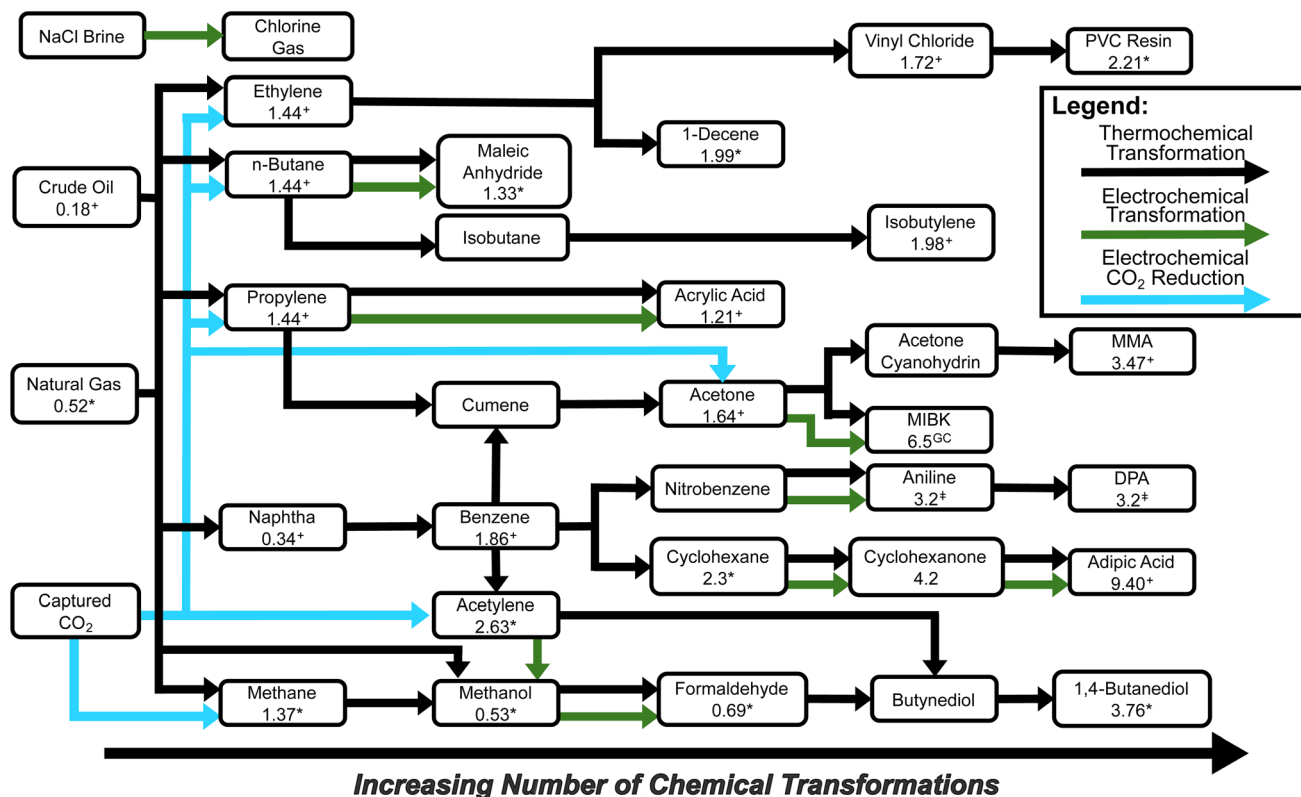 NaCl Brine
Chlorine
Gas
Vinyl Chloride
1.72⁺
PVC Resin
2.21*
Ethylene
1.44⁺
Legend:
Thermochemical
Transformation
Electrochemical
Transformation
Electrochemical
CO₂ Reduction
1-Decene
1.99*
n-Butane
1.44⁺
Maleic
Anhydride
1.33*
Crude Oil
0.18⁺
Isobutane
Isobutylene
1.98⁺
Propylene
1.44⁺
Acrylic Acid
1.21⁺
Acetone
Cyanohydrin
MMA
3.47⁺
Natural Gas
0.52*
Cumene
Acetone
1.64⁺
MIBK
6.5ᴳᶜ
Nitrobenzene
Aniline
3.2‡
DPA
3.2‡
Naphtha
0.34⁺
Benzene
1.86⁺
Cyclohexane
2.3*
Cyclohexanone
4.2
Adipic Acid
9.40⁺
Captured
CO₂
Acetylene
2.63*
Methane
1.37*
Methanol
0.53*
Formaldehyde
0.69*
Butynediol
1,4-Butanediol
3.76*
Increasing Number of Chemical Transformations